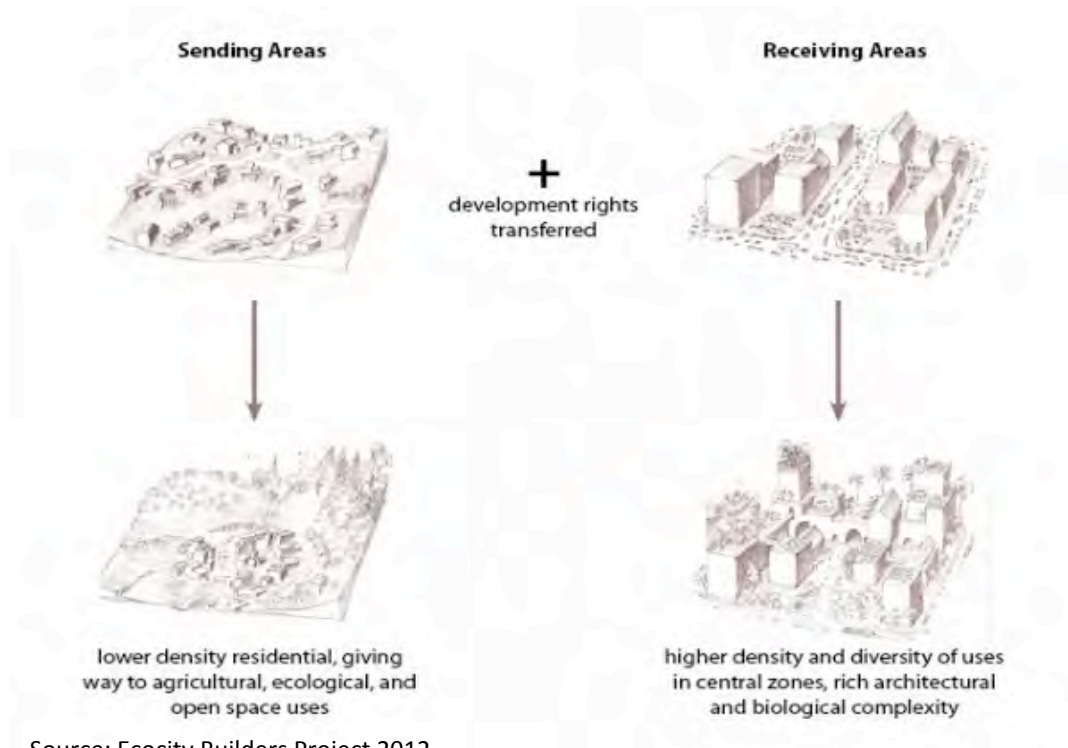 Sending Areas
Receiving Areas
+
development rights
transferred
lower density residential, giving
way to agricultural, ecological, and
open space uses
higher density and diversity of uses
in central zones, rich architectural
and biological complexity
Source: Ecocity Builders Project 2012